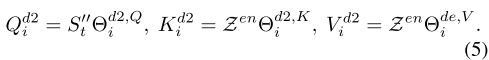 $Q_i^{d2} = S_t'' \Theta_i^{d2,Q}, \; K_i^{d2} = \mathcal{Z}^{en} \Theta_i^{d2,K}, \; V_i^{d2} = \mathcal{Z}^{en} \Theta_i^{de,V}.$
(5)